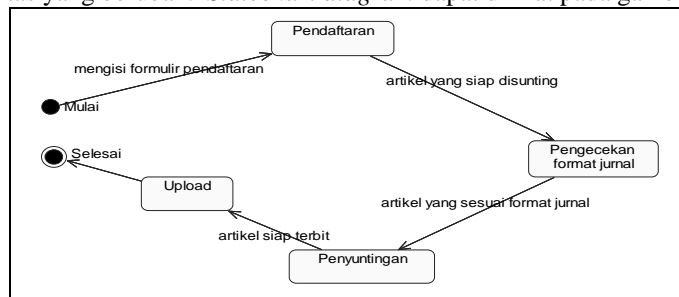 Pendaftaran
mengisi formulir pendaftaran
artikel yang siap disunting
Mulai
Selesai
Pengecekan
format jurnal
Upload
artikel yang sesuai format jurnal
artikel siap terbit
Penyuntingan